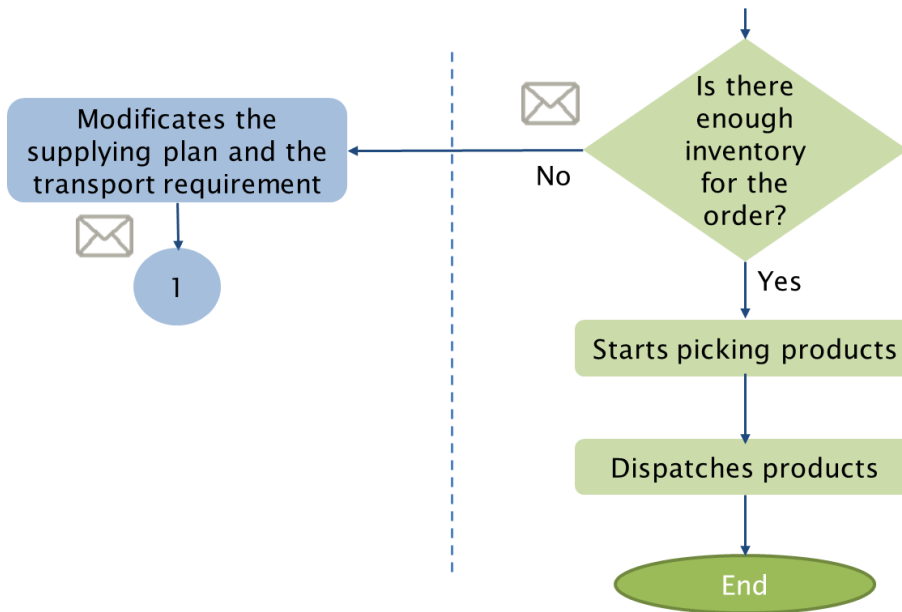 Is there
enough
inventory
for the
order?
No
Modificates the
supplying plan and the
transport requirement
1
Yes
Starts picking products
Dispatches products
End